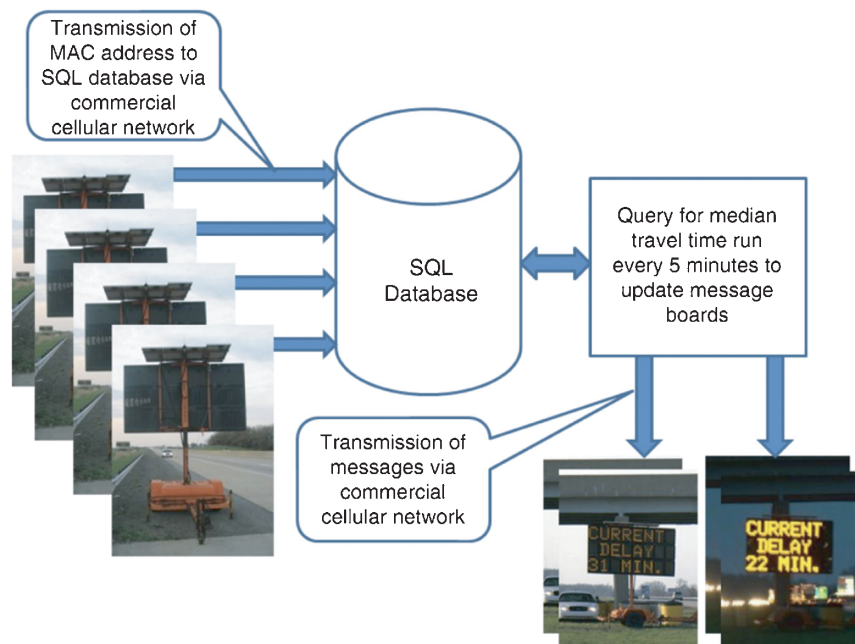 Transmission of
MAC address to
SQL database via
commercial
cellular network
SQL
Database
Query for median
travel time run
every 5 minutes to
update message
boards
Transmission of
messages via
commercial
cellular network
CURRENT
DELAY
31 MIN.
CURRENT
DELAY
22 MIN.